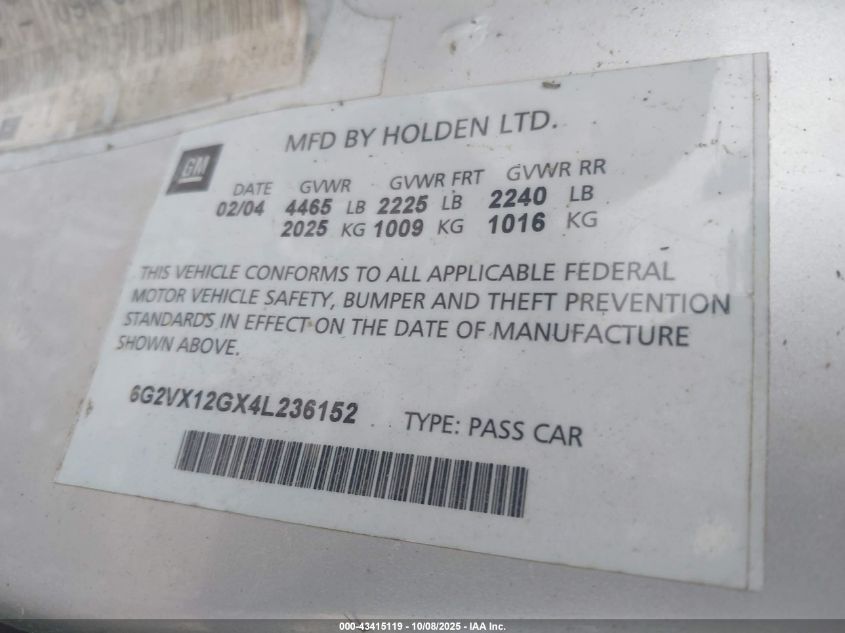 MFD BY HOLDEN LTD.
GM
DATE GVWR GVWR FRT GVWR RR
02/04 4465 LB 2225 LB 2240 LB
2025 KG 1009 KG 1016 KG
THIS VEHICLE CONFORMS TO ALL APPLICABLE FEDERAL
MOTOR VEHICLE SAFETY, BUMPER AND THEFT PREVENTION
STANDARDS IN EFFECT ON THE DATE OF MANUFACTURE
SHOWN ABOVE.
6G2VX12GX4L236152 TYPE: PASS CAR
000-43415119 - 10/08/2025 - IAA Inc.